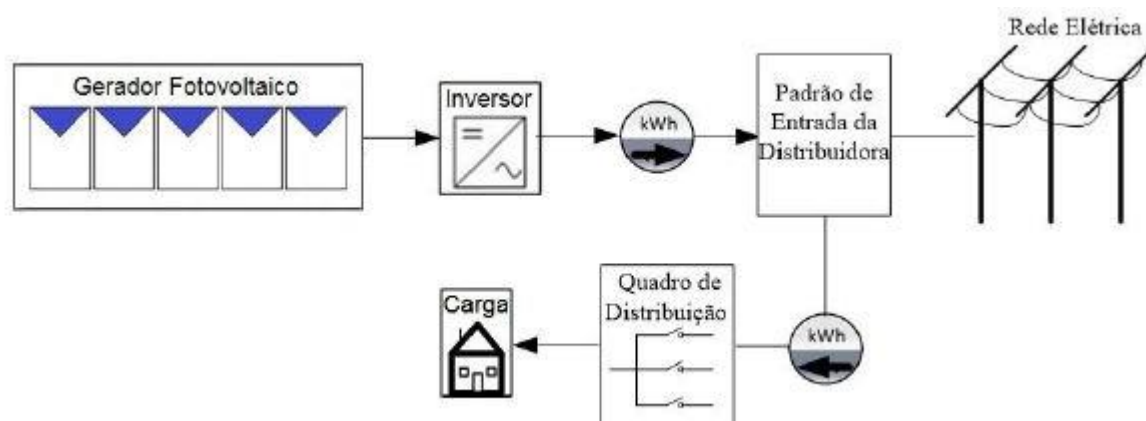 Rede Elétrica
Gerador Fotovoltaico
Inversor
kWh
Padrão de
Entrada da
Distribuidora
Quadro de
Distribuição
Carga
kWh